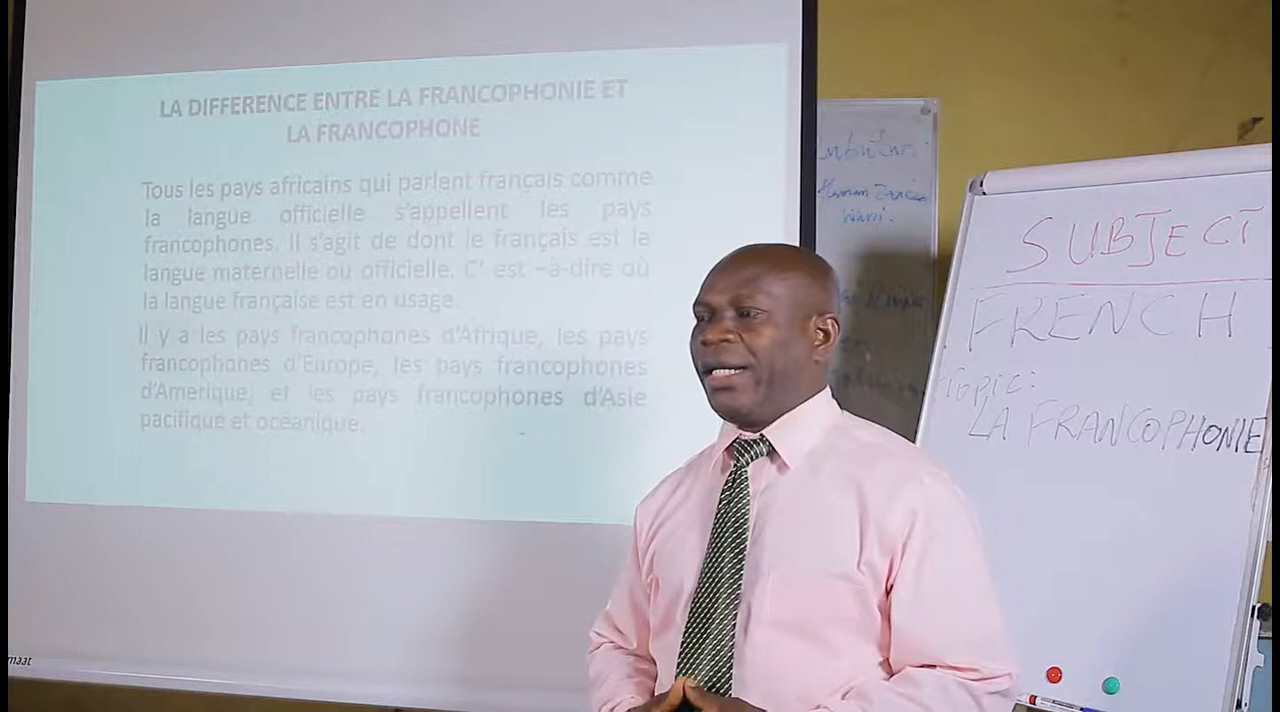 LA DIFFERENCE ENTRE LA FRANCOPHONIE ET
LA FRANCOPHONE
Tous les pays africains qui parlent français comme
la langue officielle s'appellent les pays
francophones. Il s'agit de dont le français est la
langue maternelle ou officielle. C' est –à-dire où
la langue française est en usage.
Il y a les pays francophones d'Afrique, les pays
francophones d'Europe, les pays francophones
d'Amerique, et les pays francophones d'Asie
pacifique et océanique.
maat
SUBJECT
FRENCH
TOPIC:
LA FRANCOPHONIE